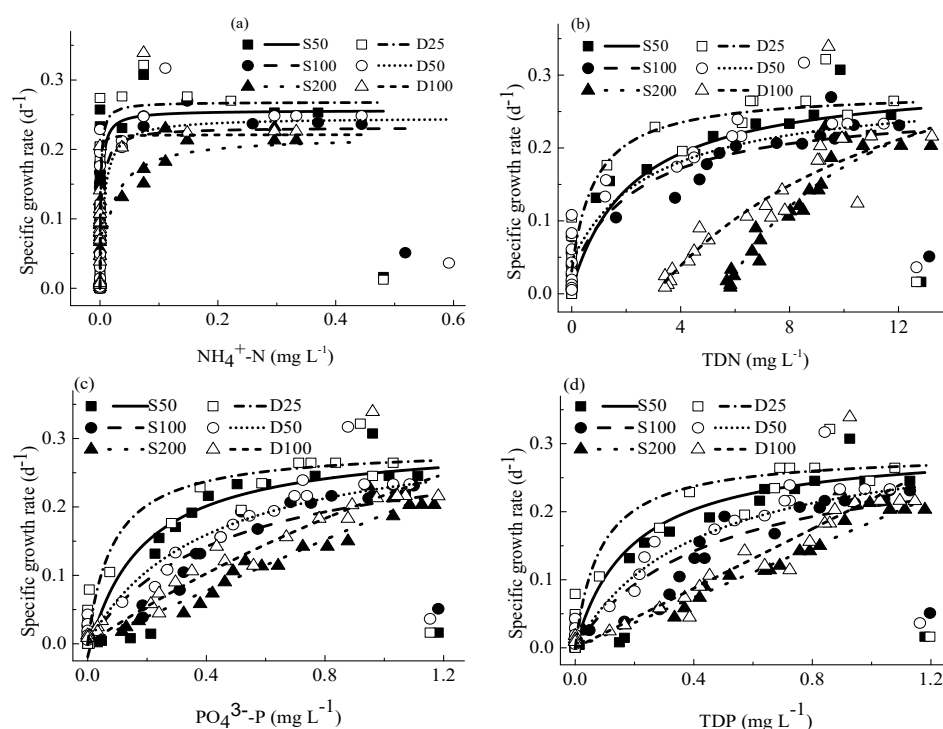 (a)
S50 D25
S100 D50
S200 D100
0.3
0.2
0.1
0.0
Specific growth rate (d⁻¹)
0.0 0.2 0.4 0.6
NH₄⁺-N (mg L⁻¹)
(b)
S50 D25
S100 D50
S200 D100
0.3
0.2
0.1
0.0
Specific growth rate (d⁻¹)
0 4 8 12
TDN (mg L⁻¹)
(c)
S50 D25
S100 D50
S200 D100
0.3
0.2
0.1
0.0
Specific growth rate (d⁻¹)
0.0 0.4 0.8 1.2
PO₄³⁻-P (mg L⁻¹)
(d)
S50 D25
S100 D50
S200 D100
0.3
0.2
0.1
0.0
Specific growth rate (d⁻¹)
0.0 0.4 0.8 1.2
TDP (mg L⁻¹)